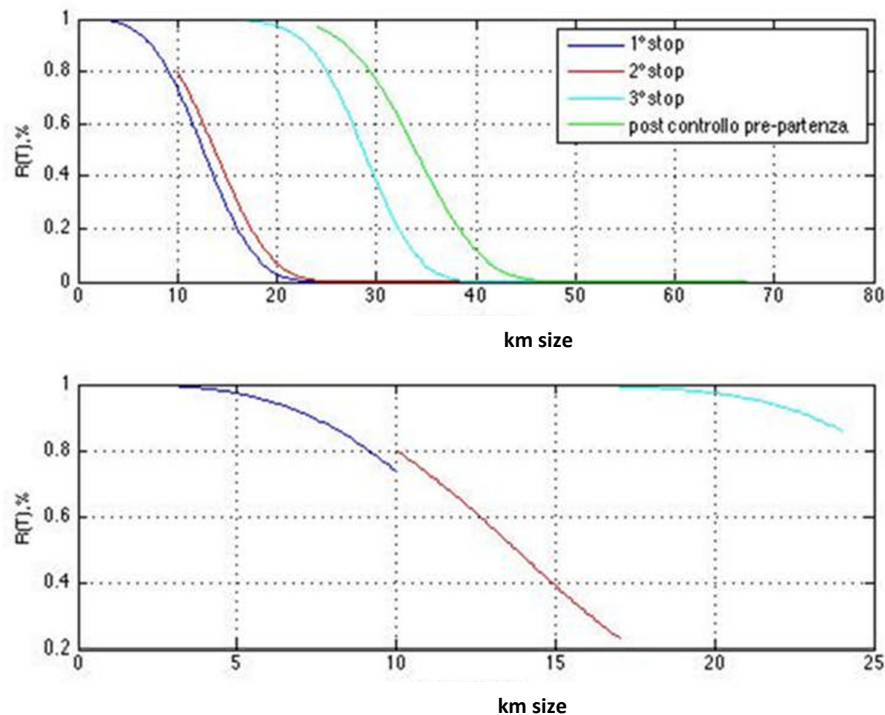 1
0.8
0.6
0.4
0.2
0
R(T),%
0 10 20 30 40 50 60 70 80
km size
1°stop
2°stop
3°stop
post controllo pre-partenza
1
0.8
0.6
0.4
0.2
R(T),%
0 5 10 15 20 25
km size